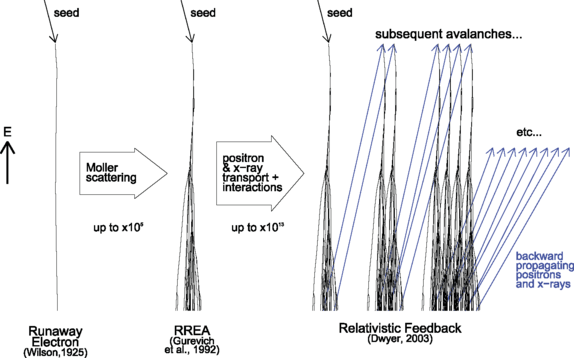 seed
seed
seed
subsequent avalanches...
E
Moller
scattering
positron
& x-ray
transport +
interactions
etc...
up to x10⁵
up to x10¹³
backward
propagating
positrons
and x-rays
Runaway
Electron
(Wilson,1925)
RREA
(Gurevich
et al., 1992)
Relativistic Feedback
(Dwyer, 2003)